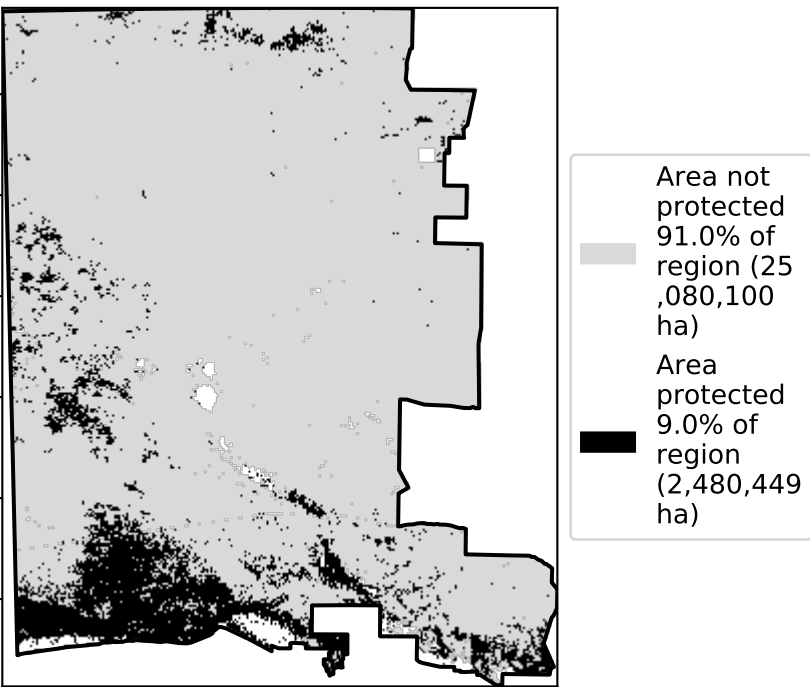 Area not
protected
91.0% of
region (25
,080,100
ha)
Area
protected
9.0% of
region
(2,480,449
ha)